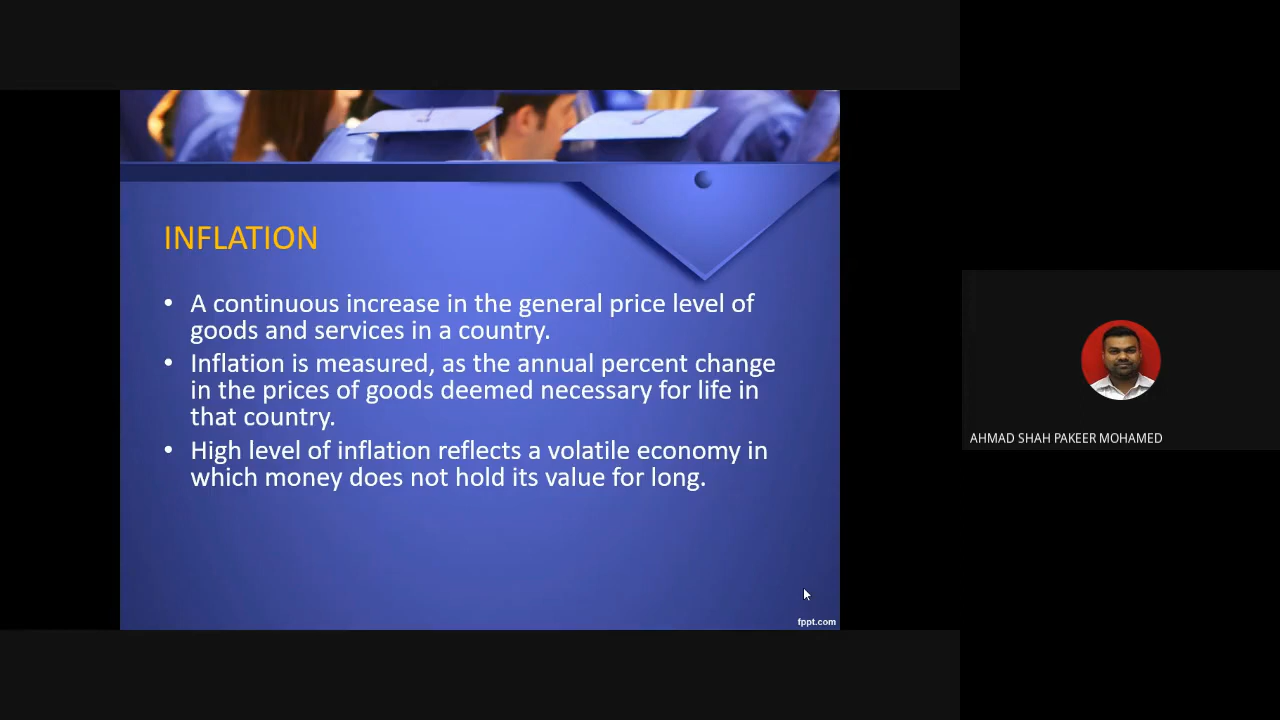 INFLATION
• A continuous increase in the general price level of
goods and services in a country.
• Inflation is measured, as the annual percent change
in the prices of goods deemed necessary for life in
that country.
• High level of inflation reflects a volatile economy in
which money does not hold its value for long.
fppt.com
AHMAD SHAH PAKEER MOHAMED